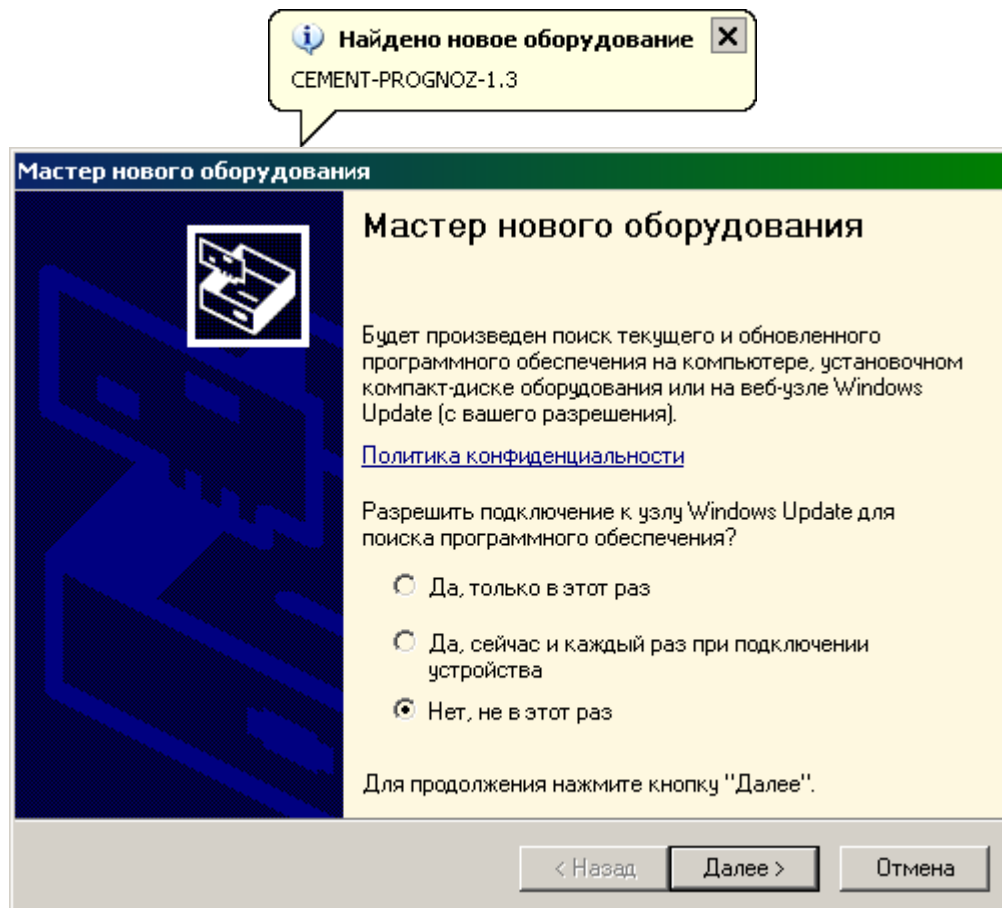 Найдено новое оборудование
CEMENT-PROGNOZ-1.3
Мастер нового оборудования
Мастер нового оборудования
Будет произведен поиск текущего и обновленного
программного обеспечения на компьютере, установочном
компакт-диске оборудования или на веб-узле Windows
Update (с вашего разрешения).
Политика конфиденциальности
Разрешить подключение к узлу Windows Update для
поиска программного обеспечения?
Да, только в этот раз
Да, сейчас и каждый раз при подключении
устройства
Нет, не в этот раз
Для продолжения нажмите кнопку "Далее".
< Назад Далее > Отмена